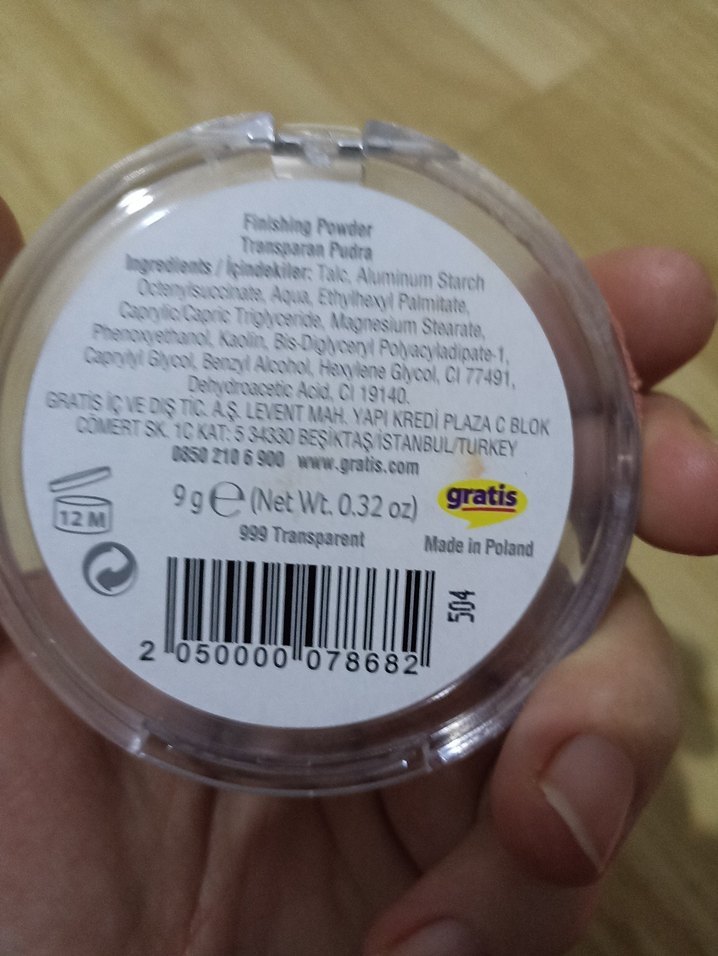 Finishing Powder
Transparan Pudra
Ingredients / İçindekiler: Talc, Aluminum Starch
Octenylsuccinate, Aqua, Ethylhexyl Palmitate,
Caprylic/Capric Triglyceride, Magnesium Stearate,
Phenoxyethanol, Kaolin, Bis-Diglyceryl Polyacyladipate-1,
Caprylyl Glycol, Benzyl Alcohol, Hexylene Glycol, CI 77491,
Dehydroacetic Acid, CI 19140.
GRATİS İÇ VE DIŞ TİC. A.Ş. LEVENT MAH. YAPI KREDİ PLAZA C BLOK
CÖMERT SK. 1C KAT: 5 34330 BEŞİKTAŞ/İSTANBUL/TURKEY
0850 210 6 900 www.gratis.com
9 g ℮ (Net Wt. 0.32 oz)
gratis
12 M
999 Transparent
Made in Poland
504
2 050000 078682